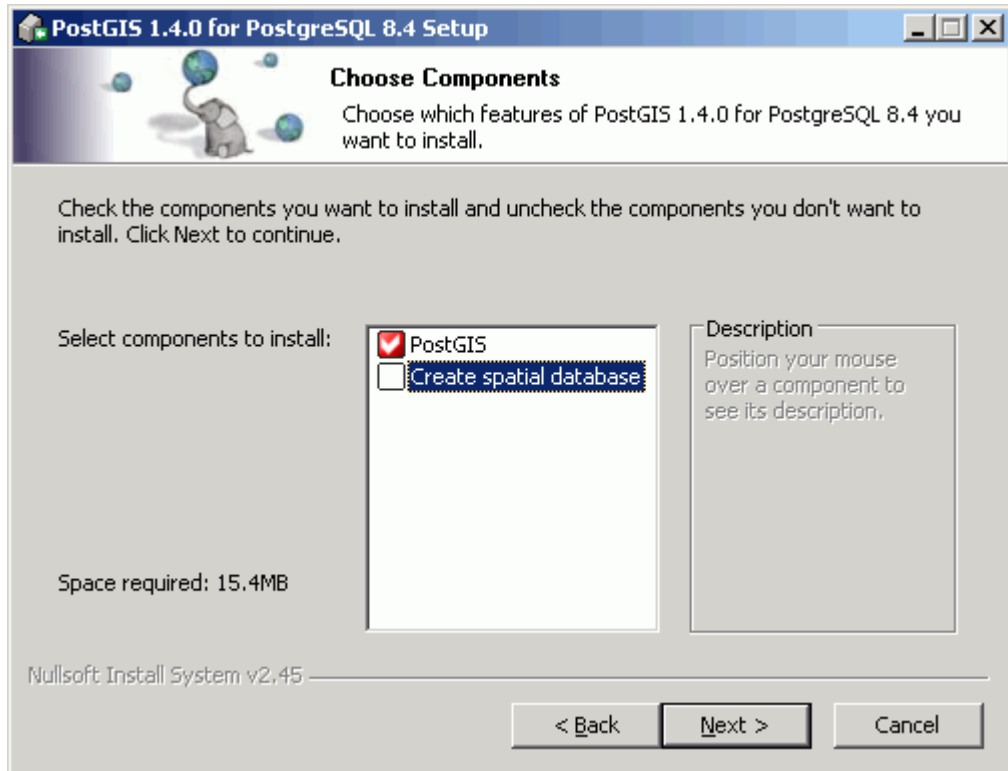 PostGIS 1.4.0 for PostgreSQL 8.4 Setup
Choose Components
Choose which features of PostGIS 1.4.0 for PostgreSQL 8.4 you
want to install.
Check the components you want to install and uncheck the components you don't want to
install. Click Next to continue.
Select components to install:
PostGIS
Create spatial database
Description
Position your mouse
over a component to
see its description.
Space required: 15.4MB
Nullsoft Install System v2.45
< Back
Next >
Cancel